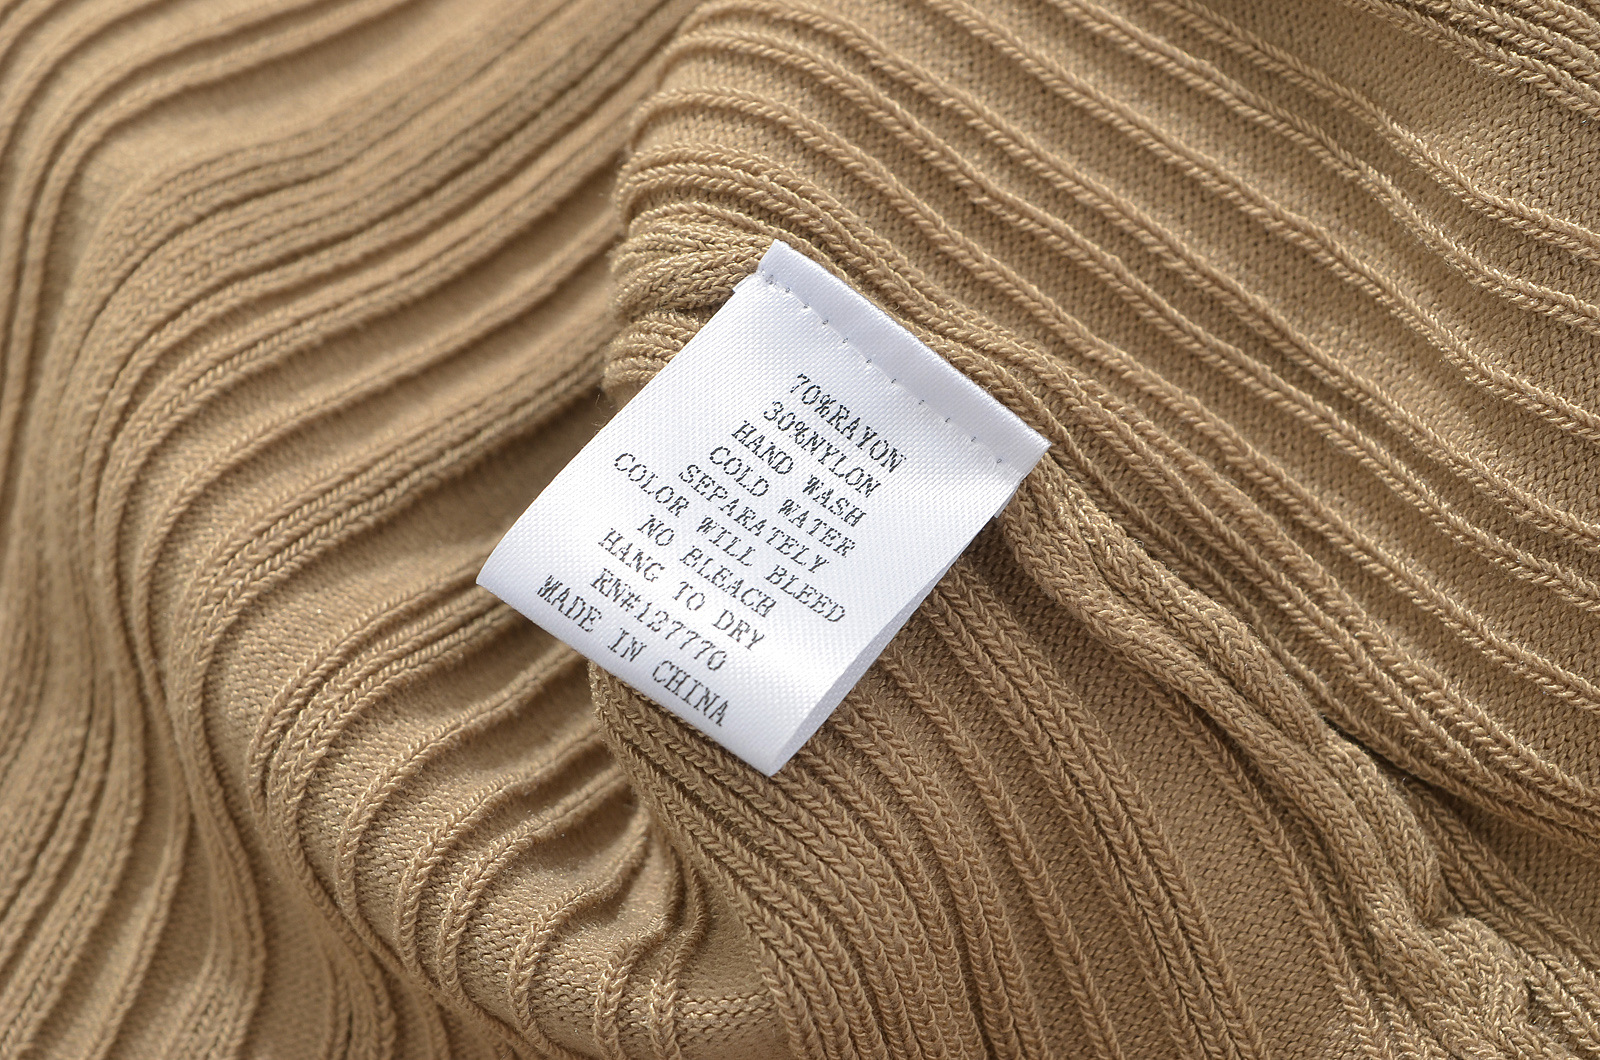 70%RAYON
30%NYLON
HAND WASH
COLD WATER
SEPARATELY
COLOR WILL BLEED
NO BLEACH
HANG TO DRY
RN#127770
MADE IN CHINA